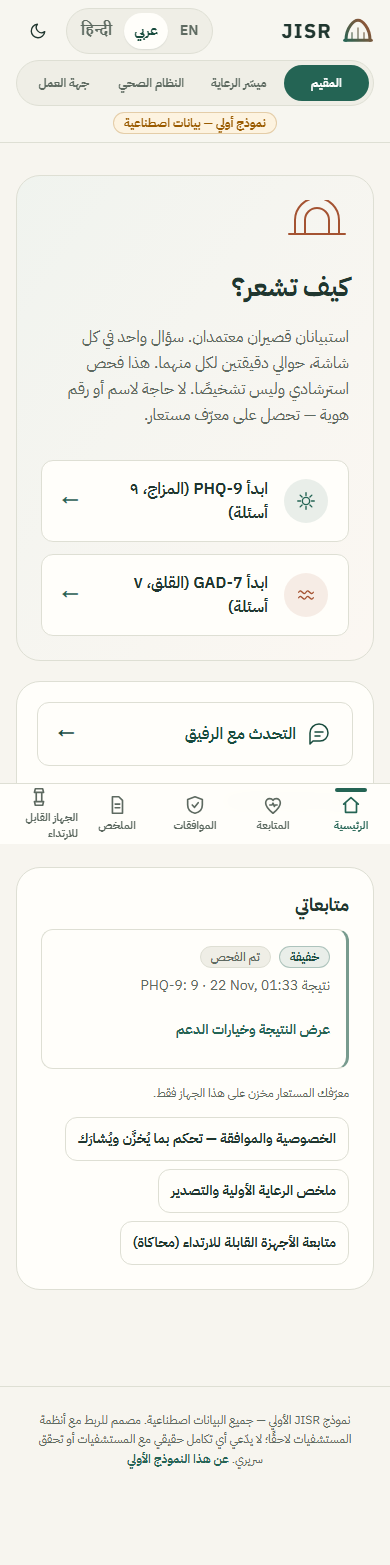 JISR
EN
عربي
हिन्दी
المقيم
ميسّر الرعاية
النظام الصحي
جهة العمل
نموذج أولي — بيانات اصطناعية
كيف تشعر؟
استبيانان قصيران معتمدان. سؤال واحد في كل
شاشة، حوالي دقيقتين لكل منهما. هذا فحص
استرشادي وليس تشخيصًا. لا حاجة لاسم أو رقم
هوية — تحصل على معرّف مستعار.
ابدأ PHQ-9 (المزاج، ٩
أسئلة)
←
ابدأ GAD-7 (القلق، ٧
أسئلة)
←
التحدث مع الرفيق
←
الرئيسية
المتابعة
الموافقات
الملخص
الجهاز القابل
للارتداء
متابعاتي
خفيفة
تم الفحص
نتيجة PHQ-9: 9 · 22 Nov, 01:33
عرض النتيجة وخيارات الدعم
معرّفك المستعار مخزن على هذا الجهاز فقط.
الخصوصية والموافقة — تحكم بما يُخزَّن ويُشارَك
ملخص الرعاية الأولية والتصدير
متابعة الأجهزة القابلة للارتداء (محاكاة)
نموذج JISR الأولي — جميع البيانات اصطناعية. مصمم للربط مع أنظمة
المستشفيات لاحقًا؛ لا يدّعي أي تكامل حقيقي مع المستشفيات أو تحقق
سريري. عن هذا النموذج الأولي